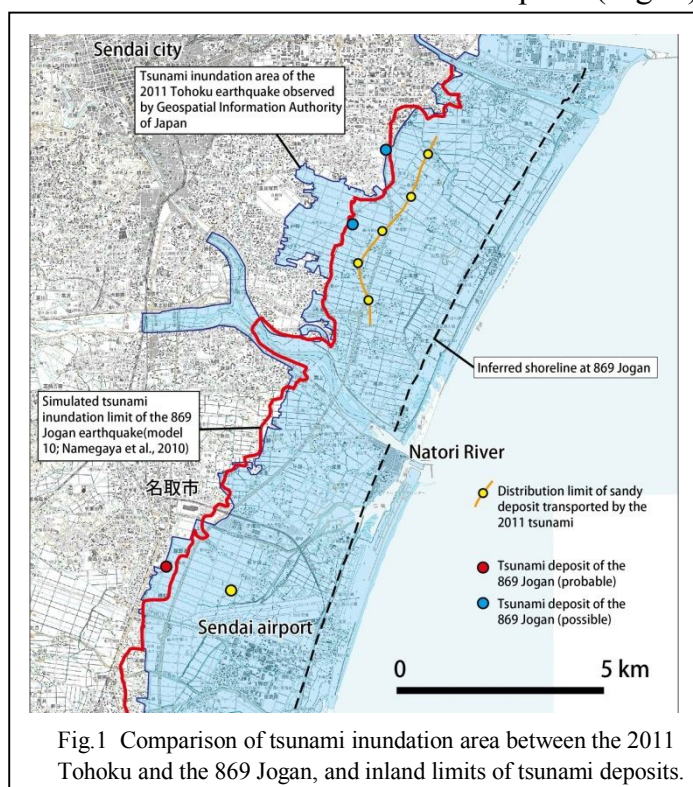 Sendai city
Tsunami inundation area of the
2011 Tohoku earthquake observed
by Geospatial Information Authority
of Japan
Inferred shoreline at 869 Jogan
Simulated tsunami
inundation limit of the 869
Jogan earthquake(model
10; Namegaya et al., 2010)
Natori River
名取市
Distribution limit of sandy
deposit transported by the
2011 tsunami
Tsunami deposit of the
869 Jogan (probable)
Tsunami deposit of the
869 Jogan (possible)
Sendai airport
0 5 km
Fig.1 Comparison of tsunami inundation area between the 2011
Tohoku and the 869 Jogan, and inland limits of tsunami deposits.